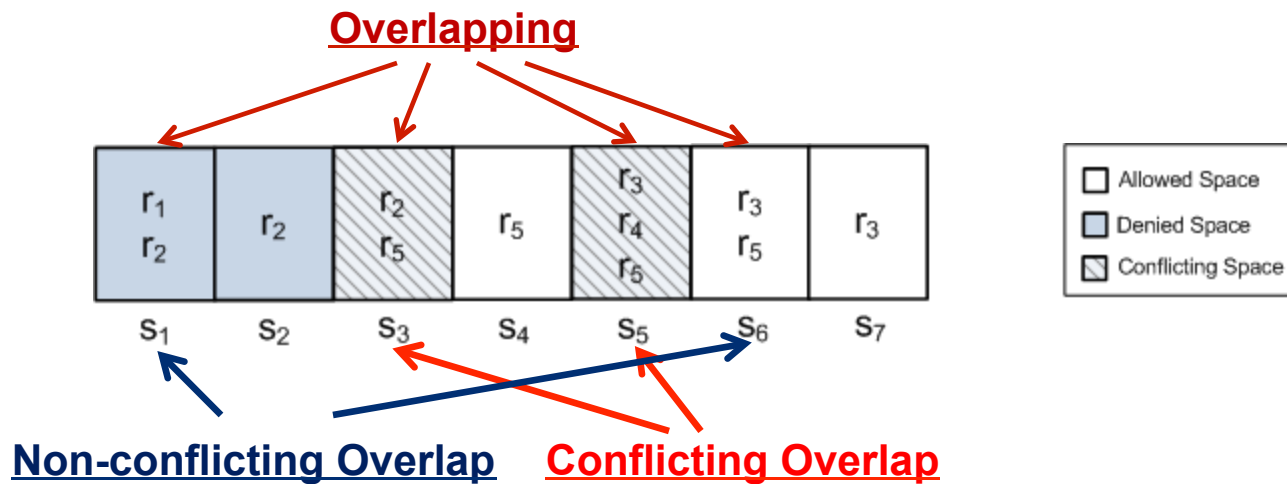 Overlapping
r₁
r₂
r₂
r₂
r₅
r₅
r₃
r₄
r₅
r₃
r₅
r₃
s₁ s₂ s₃ s₄ s₅ s₆ s₇
Allowed Space
Denied Space
Conflicting Space
Non-conflicting Overlap Conflicting Overlap